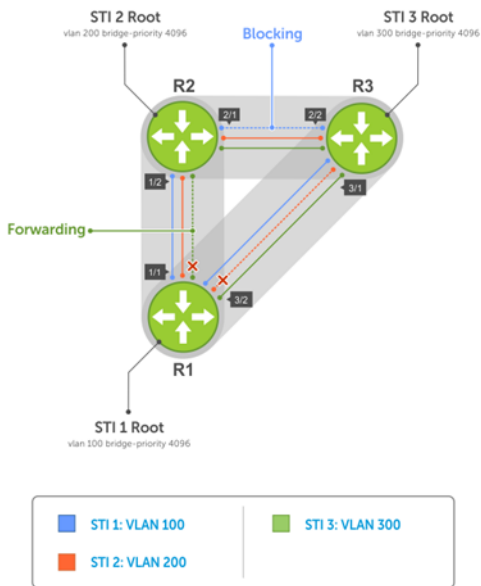 STI 2 Root
vlan 200 bridge-priority 4096
STI 3 Root
vlan 300 bridge-priority 4096
Blocking
R2
R3
2/1
2/2
1/2
3/1
Forwarding
1/1
3/2
R1
STI 1 Root
vlan 100 bridge-priority 4096
STI 1: VLAN 100
STI 3: VLAN 300
STI 2: VLAN 200